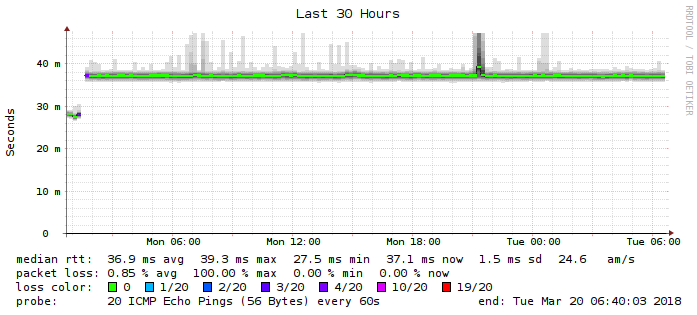 Last 30 Hours
RRDTOOL / TOBI OETIKER
Seconds
40 m
30 m
20 m
10 m
0
Mon 06:00 Mon 12:00 Mon 18:00 Tue 00:00 Tue 06:00
median rtt: 36.9 ms avg 39.3 ms max 27.5 ms min 37.1 ms now 1.5 ms sd 24.6 am/s
packet loss: 0.85 % avg 100.00 % max 0.00 % min 0.00 % now
loss color: 0 1/20 2/20 3/20 4/20 10/20 19/20
probe: 20 ICMP Echo Pings (56 Bytes) every 60s end: Tue Mar 20 06:40:03 2018